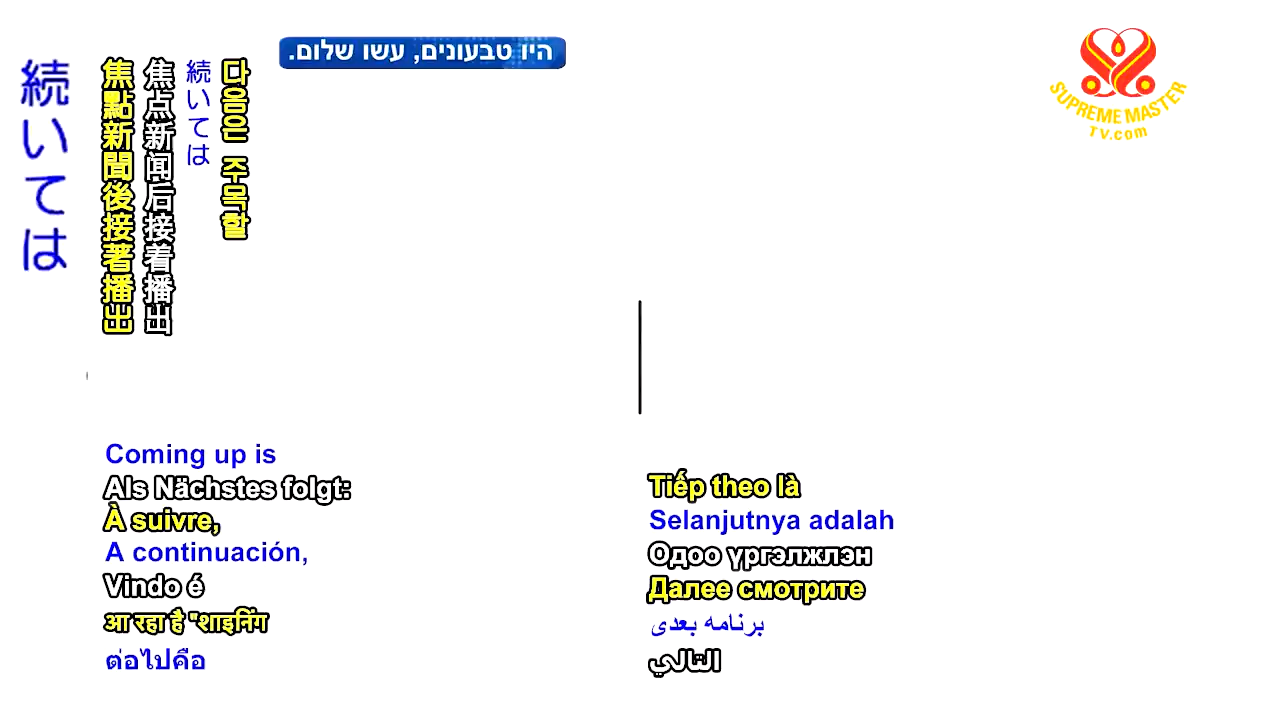 היו טבעונים, עשו שלום.
SUPREME MASTER
TV.com
続いては
焦點新聞後接著播出
焦点新闻后接着播出
続いては
다음은 주목할
Coming up is
Als Nächstes folgt:
À suivre,
A continuación,
Vindo é
आ रहा है "शाइनिंग
ต่อไปคือ
Tiếp theo là
Selanjutnya adalah
Одоо үргэлжлэн
Далее смотрите
برنامه بعدی
التالي